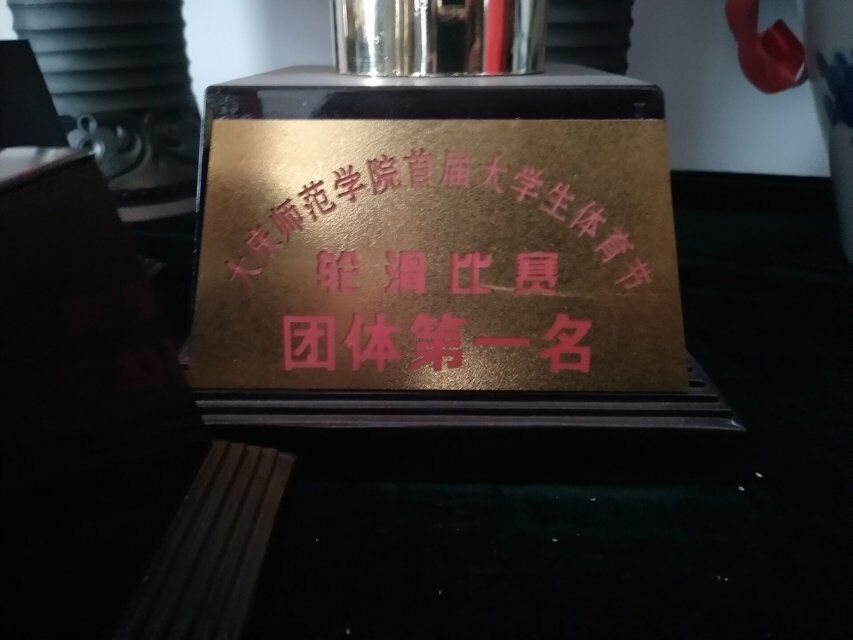 大庆师范学院首届大学生体育节
轮滑比赛
团体第一名